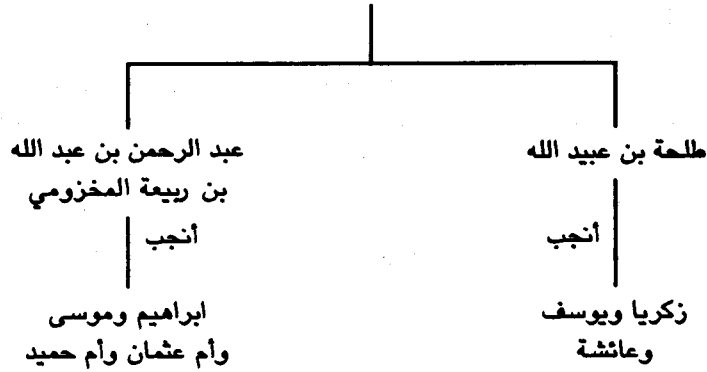 طلحة بن عبيد الله
أنجب
زكريا ويوسف
وعائشة
عبد الرحمن بن عبد الله
بن ربيعة المخزومي
أنجب
ابراهيم وموسى
وأم عثمان وأم حميد